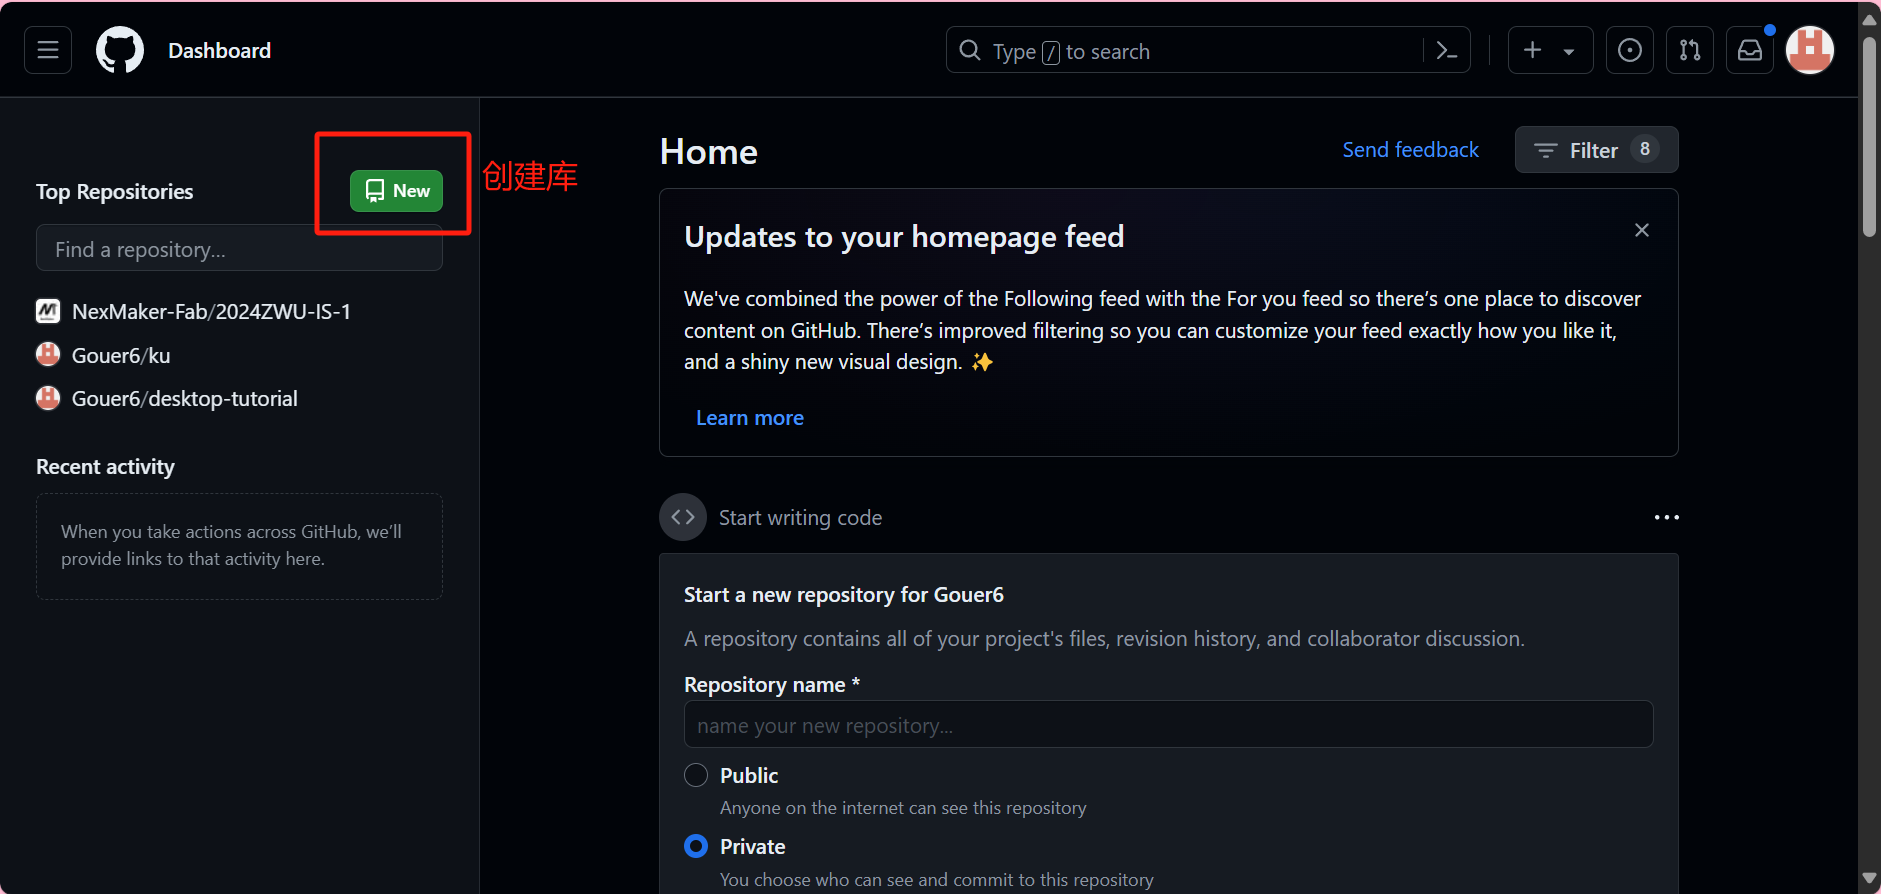 Dashboard
Type / to search
Top Repositories
New
创建库
Find a repository...
NexMaker-Fab/2024ZWU-IS-1
Gouer6/ku
Gouer6/desktop-tutorial
Recent activity
When you take actions across GitHub, we’ll
provide links to that activity here.
Home
Send feedback
Filter 8
Updates to your homepage feed
We've combined the power of the Following feed with the For you feed so there’s one place to discover
content on GitHub. There’s improved filtering so you can customize your feed exactly how you like it,
and a shiny new visual design. ✨
Learn more
Start writing code
Start a new repository for Gouer6
A repository contains all of your project's files, revision history, and collaborator discussion.
Repository name *
name your new repository...
Public
Anyone on the internet can see this repository
Private
You choose who can see and commit to this repository